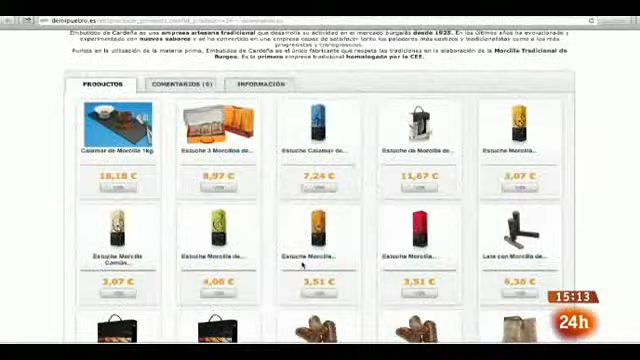 demipueblo.es
Embutidos de Cardeña es una empresa artesana tradicional que desarrolla su actividad en el mercado burgalés desde 1928. Un años ha evolucionado y
experimentado con nuevos sabores y se ha convertido en una empresa capaz de satisfacer tanto los paladares más castizos y tradicionalistas como a los más
progresistas y transgresores.
Fuimos en la utilización de la materia prima, Embutidos de Cardeña es el único fabricante que respeta las tradiciones en la elaboración de la Morcilla Tradicional de
Burgos. Es la primera empresa tradicional homologada por la CEE.
PRODUCTOS COMENTARIOS (6) INFORMACIÓN
Calamar de Morcilla 1kg. Estuche 3 Morcillas de... Estuche Calamar de... Estuche de Morcilla de... Estuche Morcilla...
18,18 € 8,97 € 7,24 € 11,67 € 3,07 €
Estuche Morcilla Estuche Morcilla de... Estuche Morcilla... Estuche Morcilla... Lata con Morcilla de...
Común...
3,07 € 4,06 € 3,51 € 3,51 € 6,36 €
15:13
24h